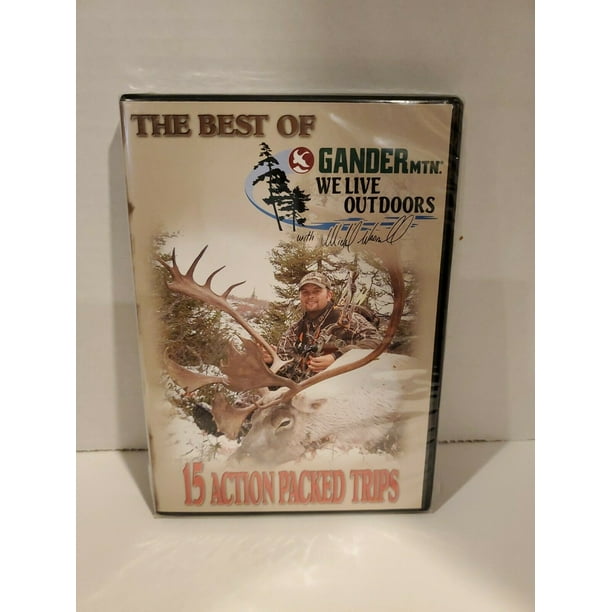 THE BEST OF
GANDER MTN.
WE LIVE
OUTDOORS
with
15 ACTION PACKED TRIPS